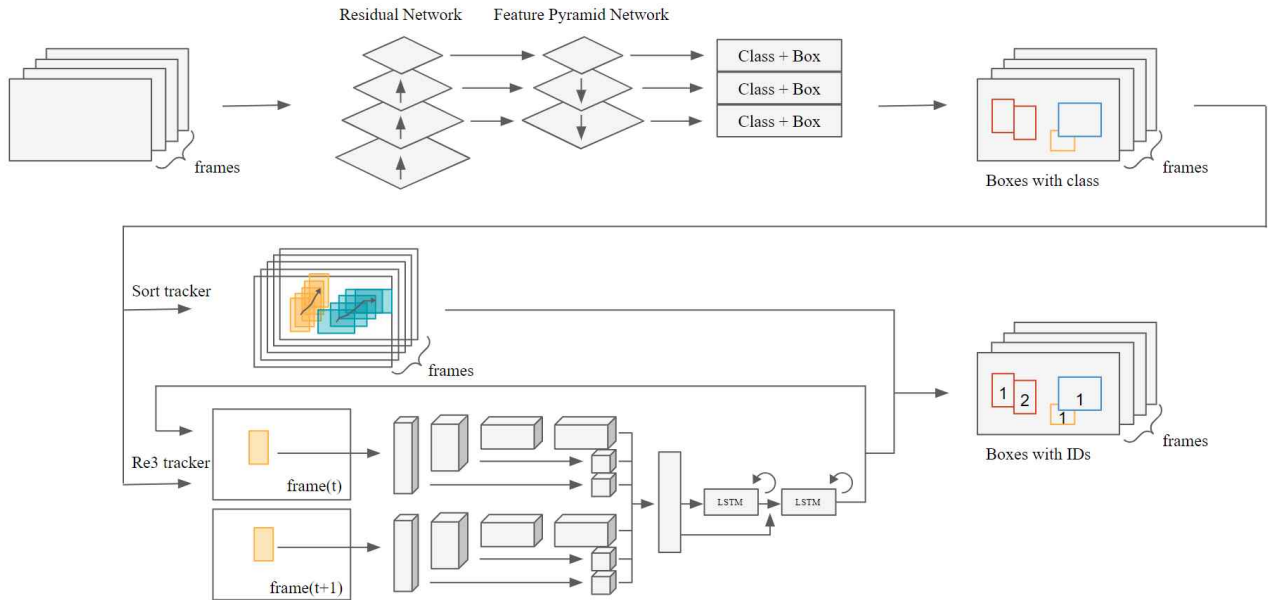 Residual Network
Feature Pyramid Network
Class + Box
Class + Box
Class + Box
frames
Boxes with class
frames
Sort tracker
frames
1
2
1
1
frames
Boxes with IDs
Re3 tracker
frame(t)
LSTM
LSTM
frame(t+1)